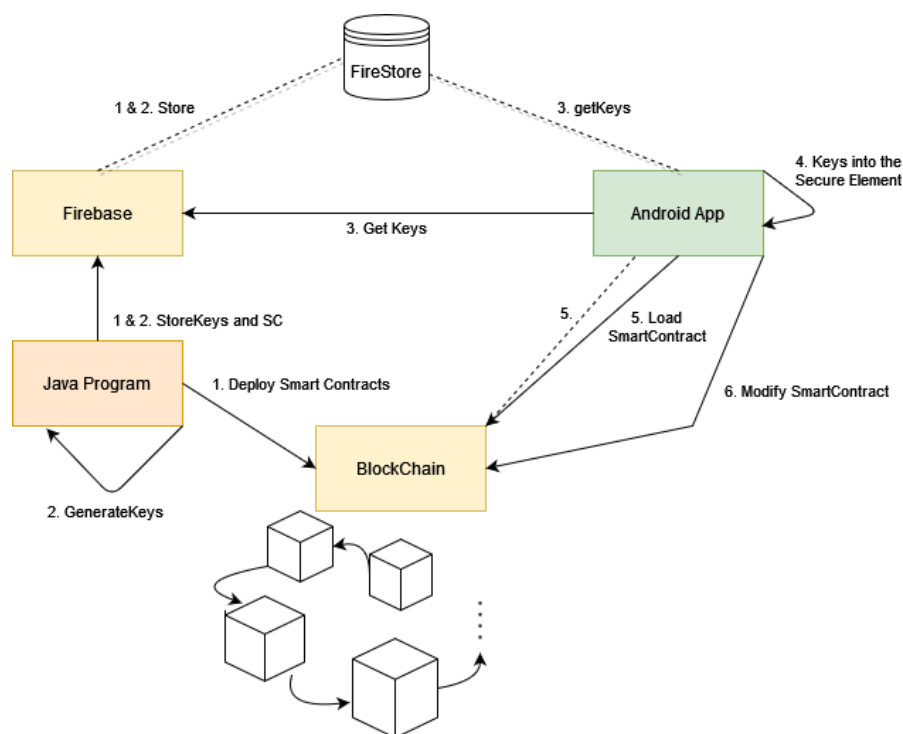 FireStore
1 & 2. Store
3. getKeys
4. Keys into the
Secure Element
Firebase
Android App
3. Get Keys
1 & 2. StoreKeys and SC
5.
5. Load
SmartContract
Java Program
1. Deploy Smart Contracts
6. Modify SmartContract
BlockChain
2. GenerateKeys